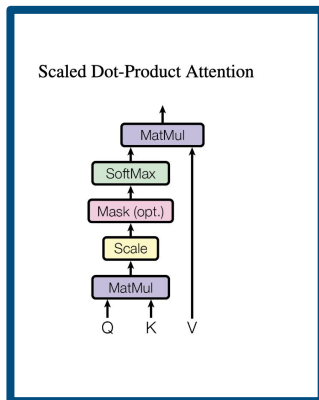 Scaled Dot-Product Attention
MatMul
SoftMax
Mask (opt.)
Scale
MatMul
Q K V